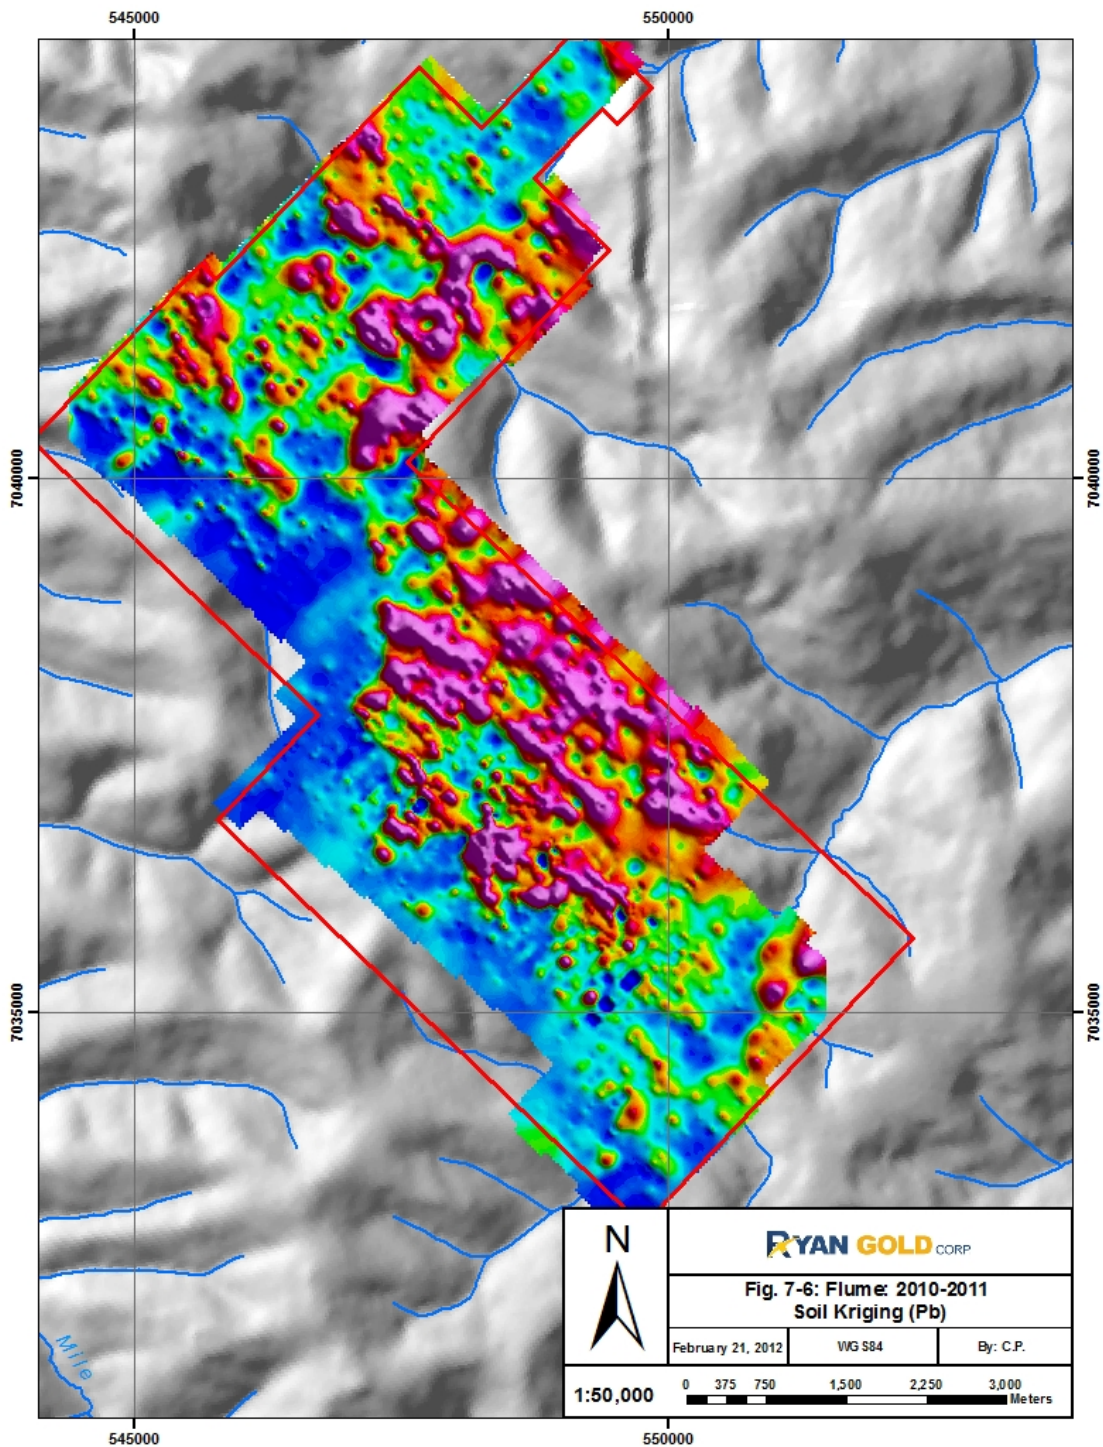 545000 550000
7040000 7040000
7035000 7035000
Mile
N
RYAN GOLD CORP
Fig. 7-6: Flume: 2010-2011
Soil Kriging (Pb)
February 21, 2012 WGS84 By: C.P.
1:50,000
0 375 750 1,500 2,250 3,000
Meters
545000 550000